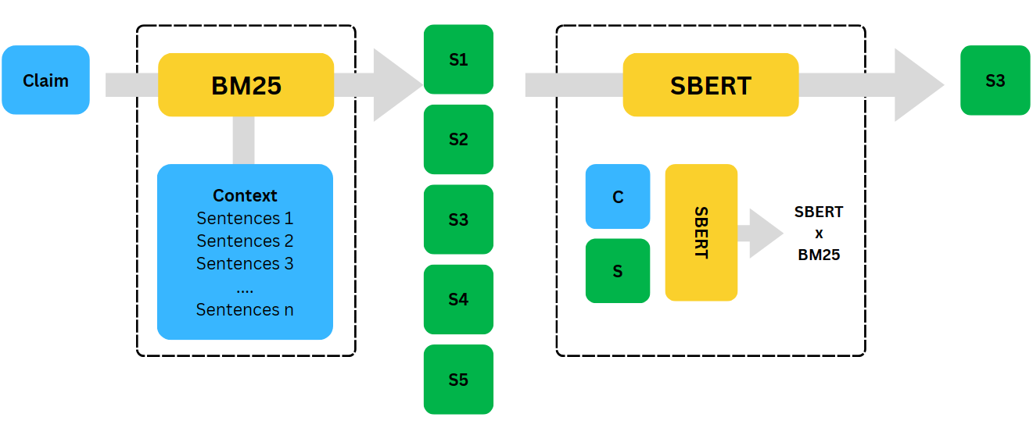 Claim
BM25
Context
Sentences 1
Sentences 2
Sentences 3
....
Sentences n
S1
S2
S3
S4
S5
SBERT
C
S
SBERT
SBERT
x
BM25
S3